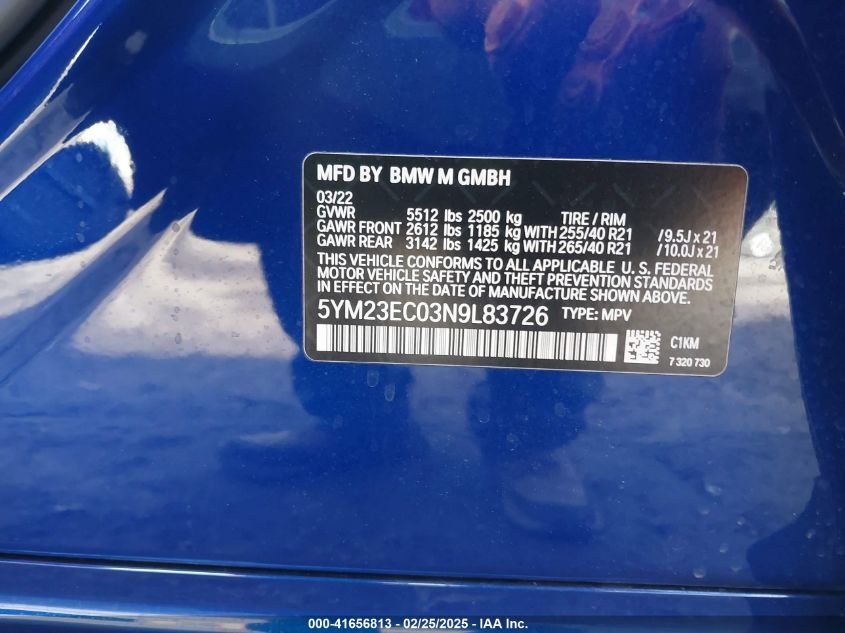 MFD BY BMW M GMBH
03/22
GVWR 5512 lbs 2500 kg TIRE / RIM
GAWR FRONT 2612 lbs 1185 kg WITH 255/40 R21 /9.5J x 21
GAWR REAR 3142 lbs 1425 kg WITH 265/40 R21 /10.0J x 21
THIS VEHICLE CONFORMS TO ALL APPLICABLE U. S. FEDERAL
MOTOR VEHICLE SAFETY AND THEFT PREVENTION STANDARDS
IN EFFECT ON THE DATE OF MANUFACTURE SHOWN ABOVE.
5YM23EC03N9L83726 TYPE: MPV
C1KM
7 320 730
000-41656813 - 02/25/2025 - IAA Inc.